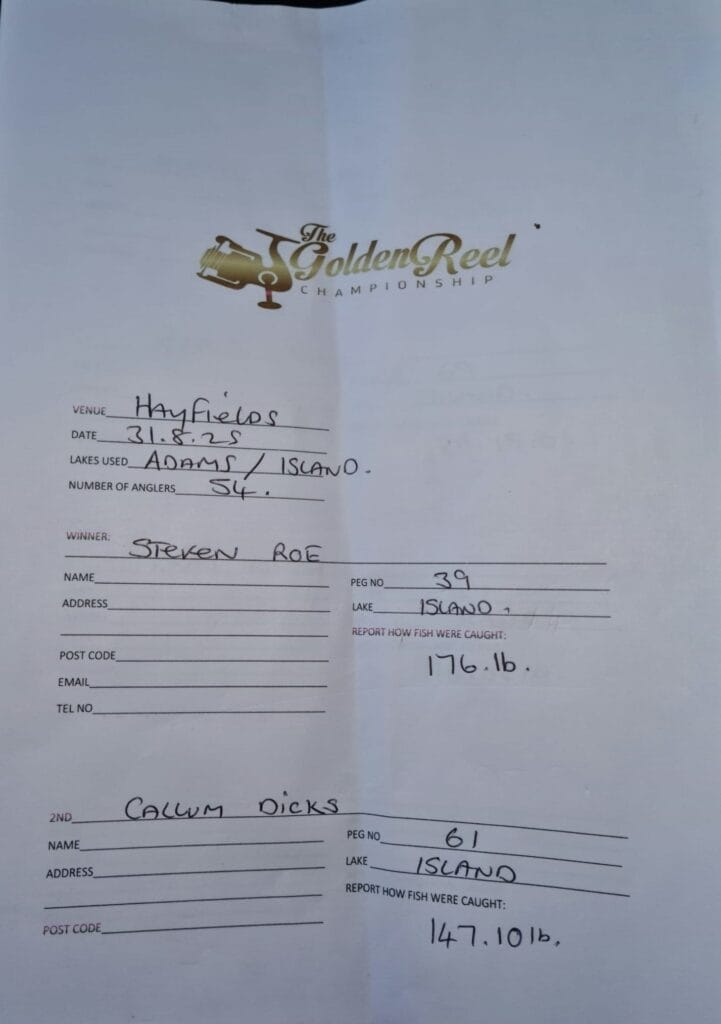 The
Golden Reel
CHAMPIONSHIP
VENUE HAYFIELDS
DATE 31.8.25
LAKES USED ADAMS / ISLAND.
NUMBER OF ANGLERS 54.
WINNER: STEVEN ROE
NAME
PEG NO 39
ADDRESS
LAKE ISLAND.
REPORT HOW FISH WERE CAUGHT:
176.lb.
POST CODE
EMAIL
TEL NO
2ND CALLUM DICKS
NAME
PEG NO 61
ADDRESS
LAKE ISLAND
REPORT HOW FISH WERE CAUGHT:
POST CODE
147.10lb.